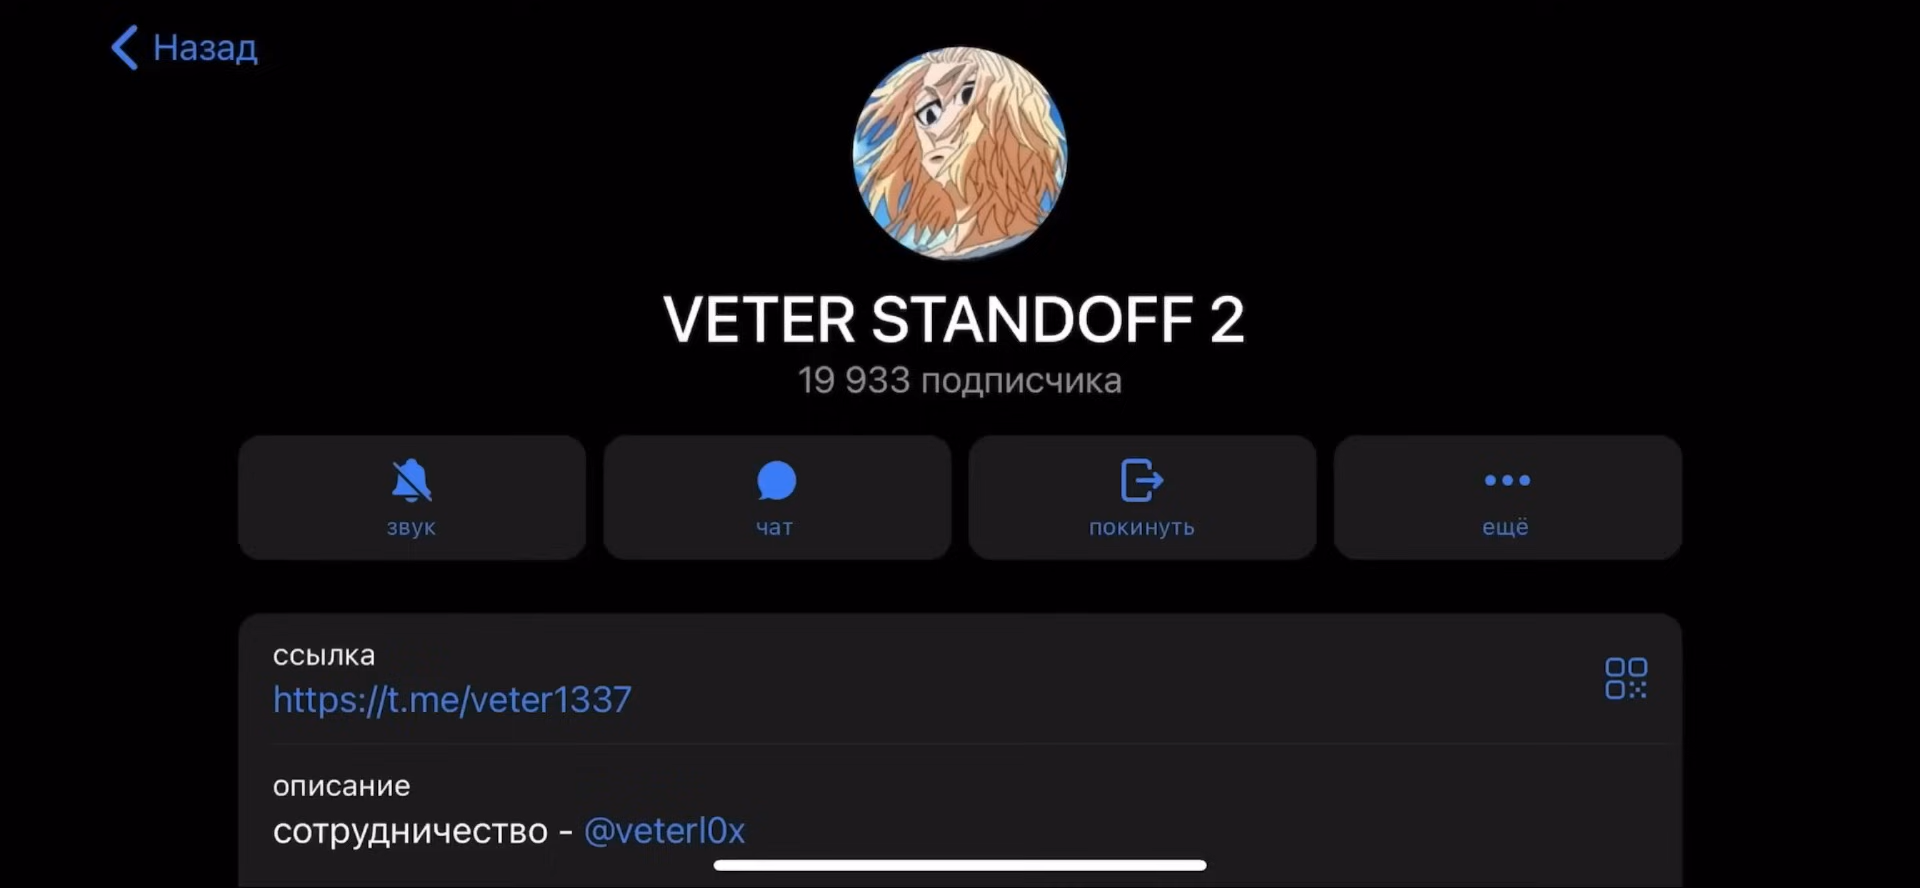 Назад
VETER STANDOFF 2
19 933 подписчика
звук
чат
покинуть
ещё
ссылка
https://t.me/veter1337
описание
сотрудничество - @veterl0x